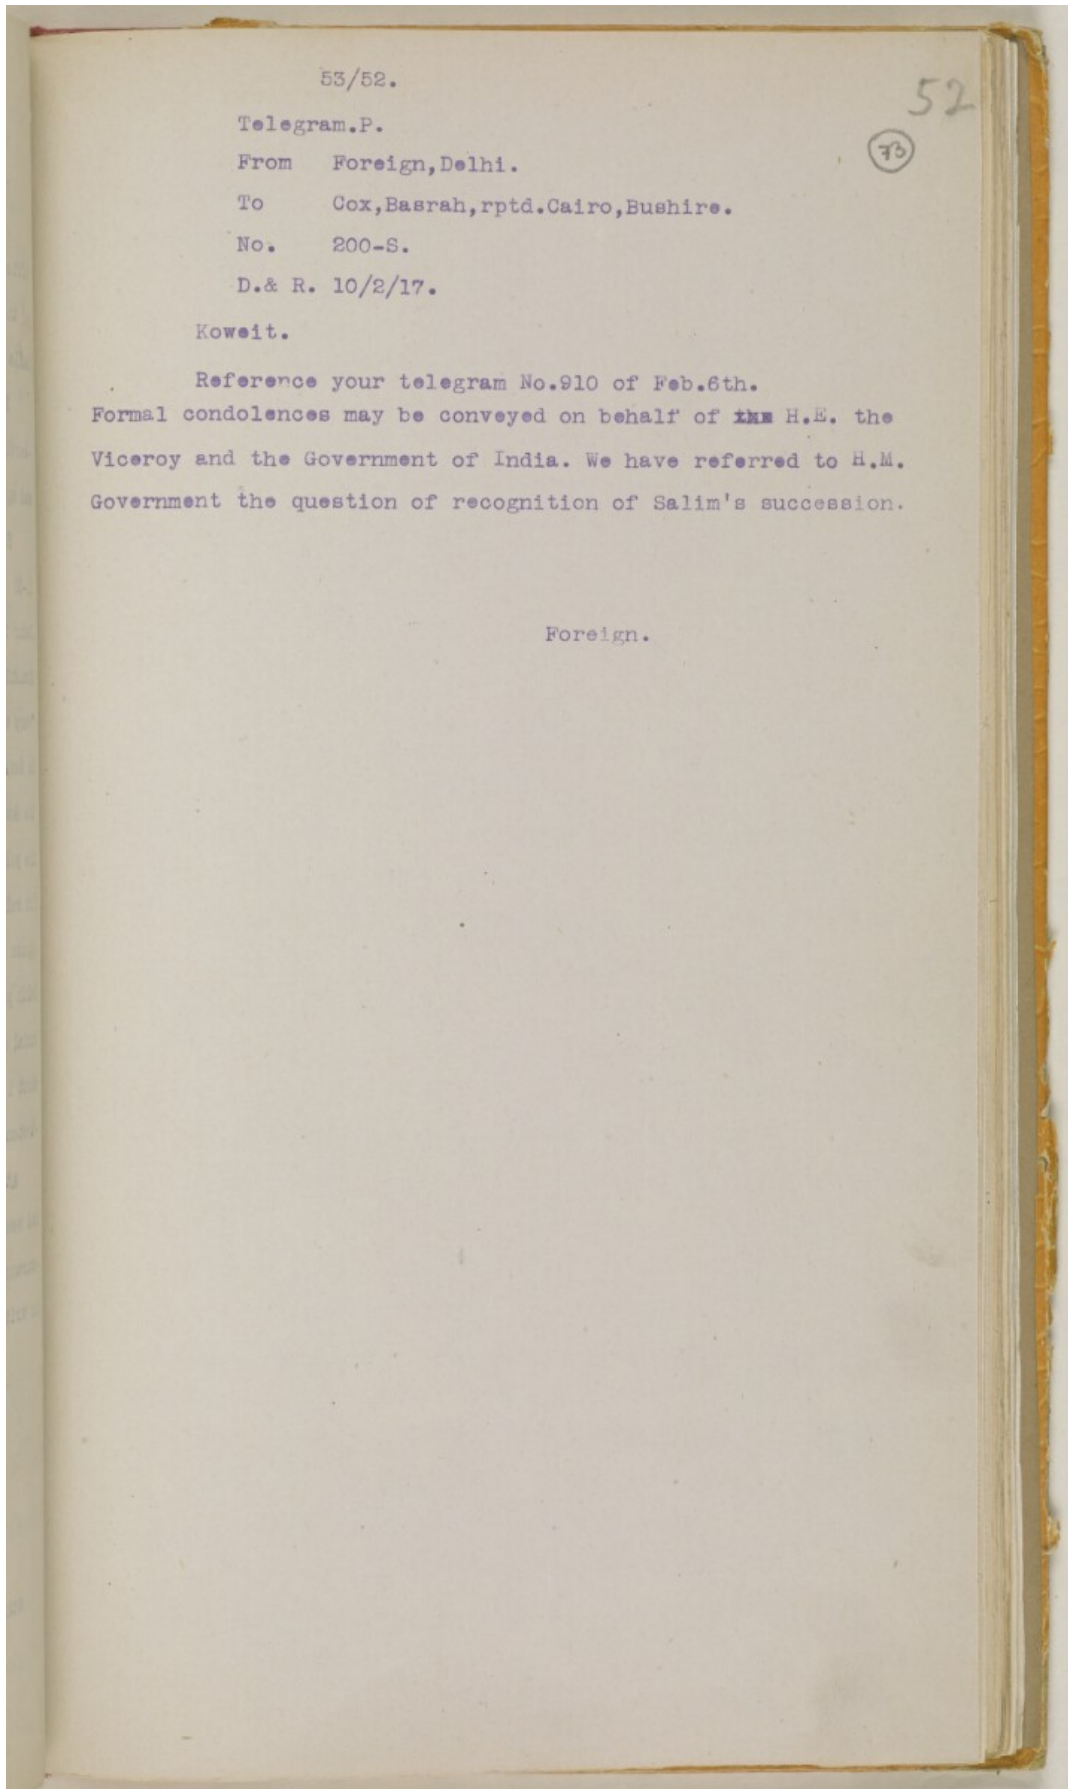 53/52.
52
73
Telegram.P.
From Foreign,Delhi.
To Cox,Basrah,rptd.Cairo,Bushire.
No. 200-S.
D.& R. 10/2/17.
Koweit.
Reference your telegram No.910 of Feb.6th.
Formal condolences may be conveyed on behalf of H.E. the
Viceroy and the Government of India. We have referred to H.M.
Government the question of recognition of Salim's succession.
Foreign.